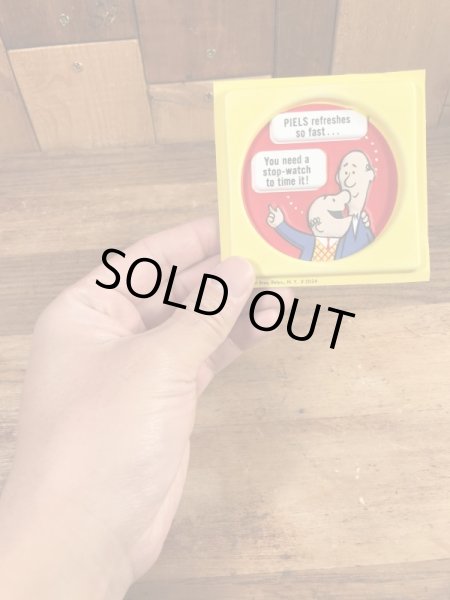 PIELS refreshes
so fast...
You need a
stop-watch
to time it!
SOLD OUT